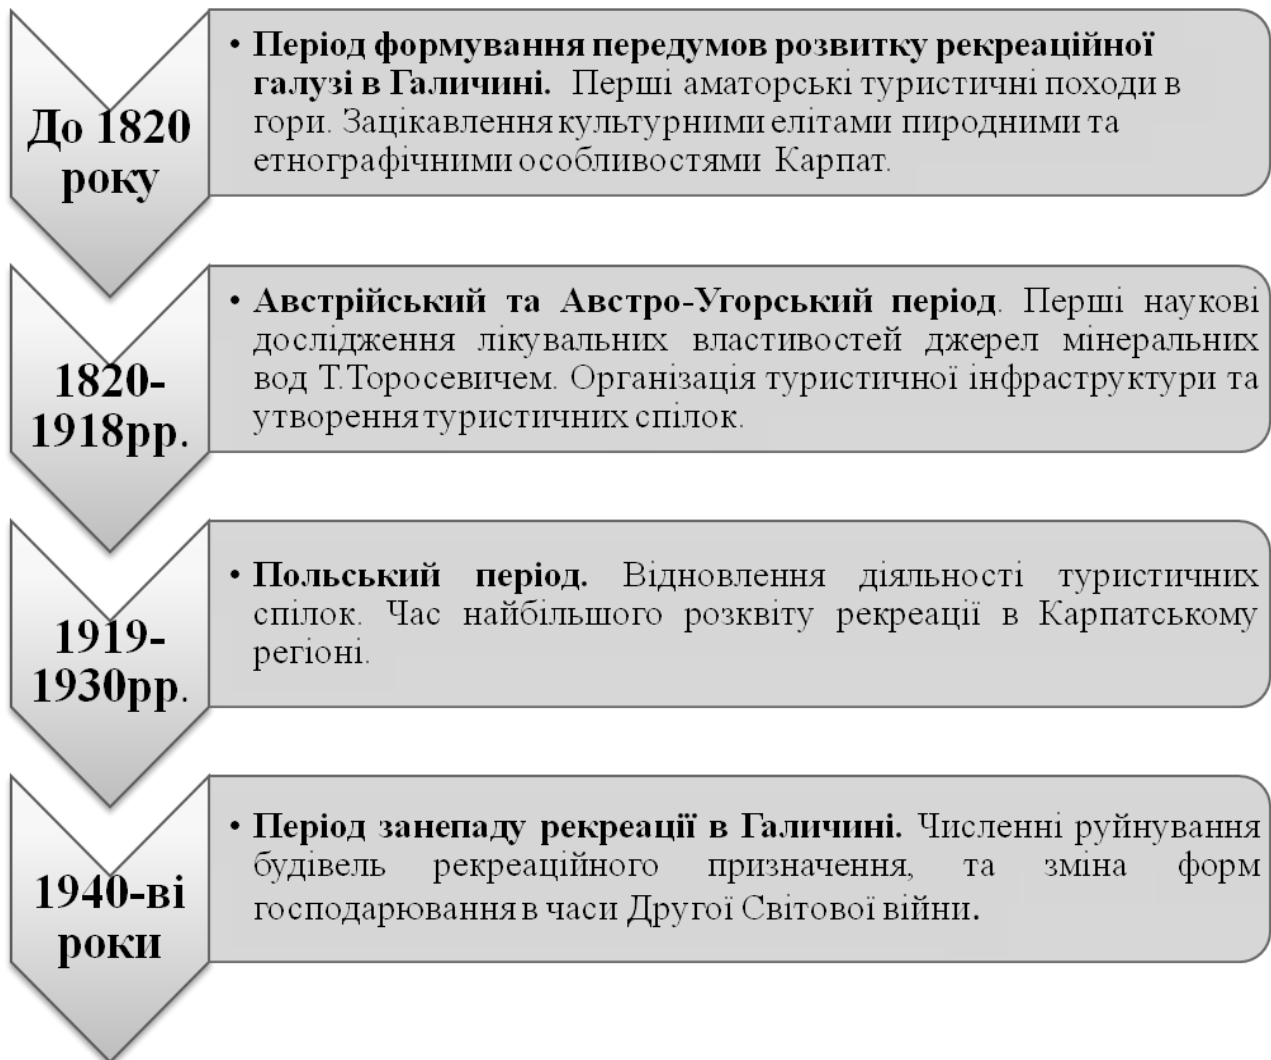 До 1820
року
• Період формування передумов розвитку рекреаційної
галузі в Галичині. Перші аматорські туристичні походи в
гори. Зацікавлення культурними елітами пиродними та
етнографічними особливостями Карпат.
1820-
1918рр.
• Австрійський та Австро-Угорський період. Перші наукові
дослідження лікувальних властивостей джерел мінеральних
вод Т.Торосевичем. Організація туристичної інфраструктури та
утворення туристичних спілок.
1919-
1930рр.
• Польський період. Відновлення діяльності туристичних
спілок. Час найбільшого розквіту рекреації в Карпатському
регіоні.
1940-ві
роки
• Період занепаду рекреації в Галичині. Численні руйнування
будівель рекреаційного призначення, та зміна форм
господарювання в часи Другої Світової війни.